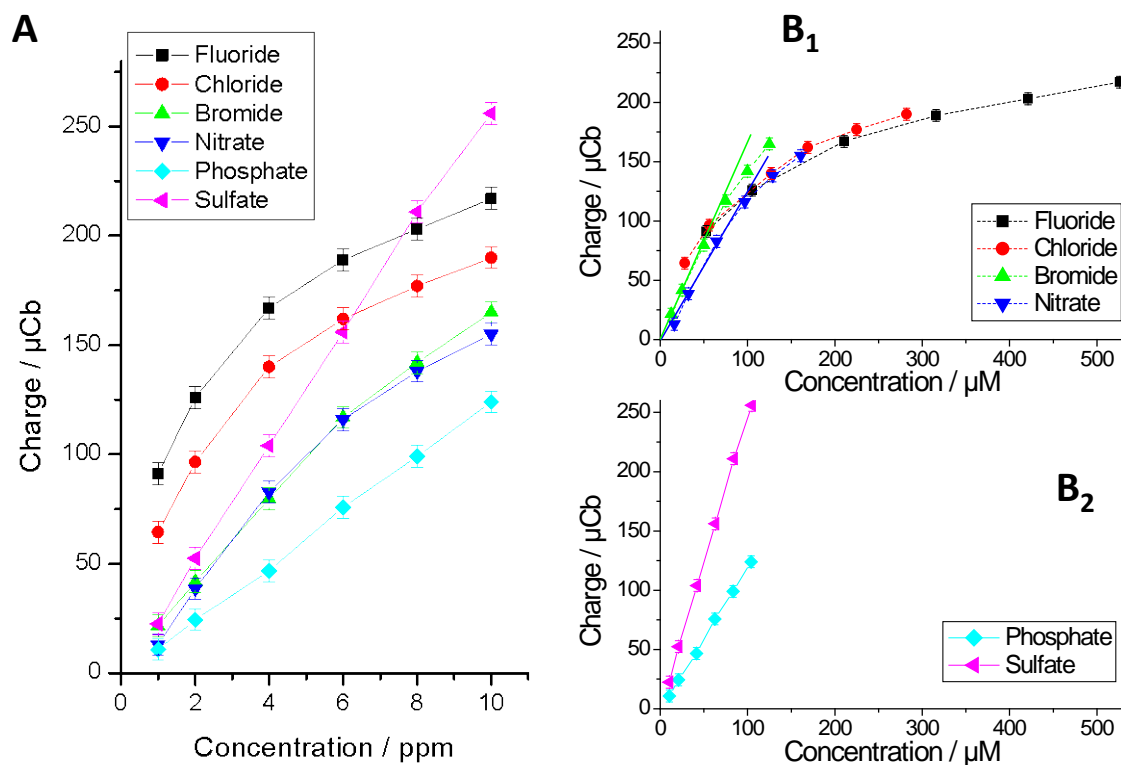 A
Fluoride
Chloride
Bromide
Nitrate
Phosphate
Sulfate
250
200
150
100
50
0
Charge / µCb
0 2 4 6 8 10
Concentration / ppm
B1
250
200
150
100
50
0
Charge / µCb
Fluoride
Chloride
Bromide
Nitrate
0 100 200 300 400 500
Concentration / µM
B2
250
200
150
100
50
0
Charge / µCb
Phosphate
Sulfate
0 100 200 300 400 500
Concentration / µM